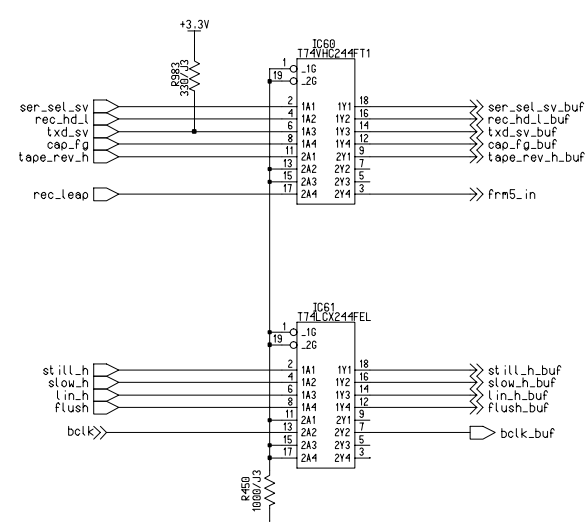 +3.3V
R983
330/J3
IC60
T74VHC244FT1
1 _1G
19 _2G
ser_sel_sv 2 1A1 1Y1 18 ser_sel_sv_buf
rec_hd_l 4 1A2 1Y2 16 rec_hd_l_buf
txd_sv 6 1A3 1Y3 14 txd_sv_buf
cap_fg 8 1A4 1Y4 12 cap_fg_buf
tape_rev_h 11 2A1 2Y1 9 tape_rev_h_buf
13 2A2 2Y2 7
15 2A3 2Y3 5
rec_leap 17 2A4 2Y4 3 frm5_in
IC61
T74LCX244FEL
1 _1G
19 _2G
still_h 2 1A1 1Y1 18 still_h_buf
slow_h 4 1A2 1Y2 16 slow_h_buf
lin_h 6 1A3 1Y3 14 lin_h_buf
flush 8 1A4 1Y4 12 flush_buf
11 2A1 2Y1 9
bclk 13 2A2 2Y2 7 bclk_buf
15 2A3 2Y3 5
17 2A4 2Y4 3
R450
1000/J3